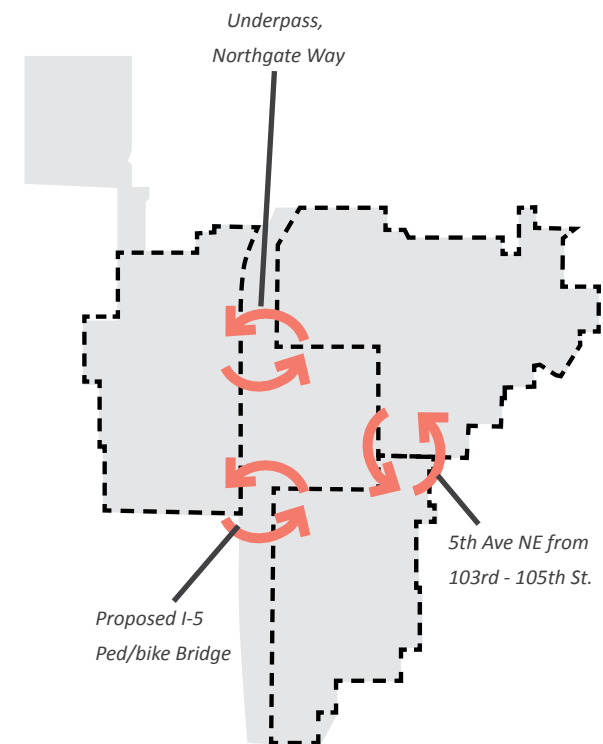 Underpass,
Northgate Way
5th Ave NE from
103rd - 105th St.
Proposed I-5
Ped/bike Bridge